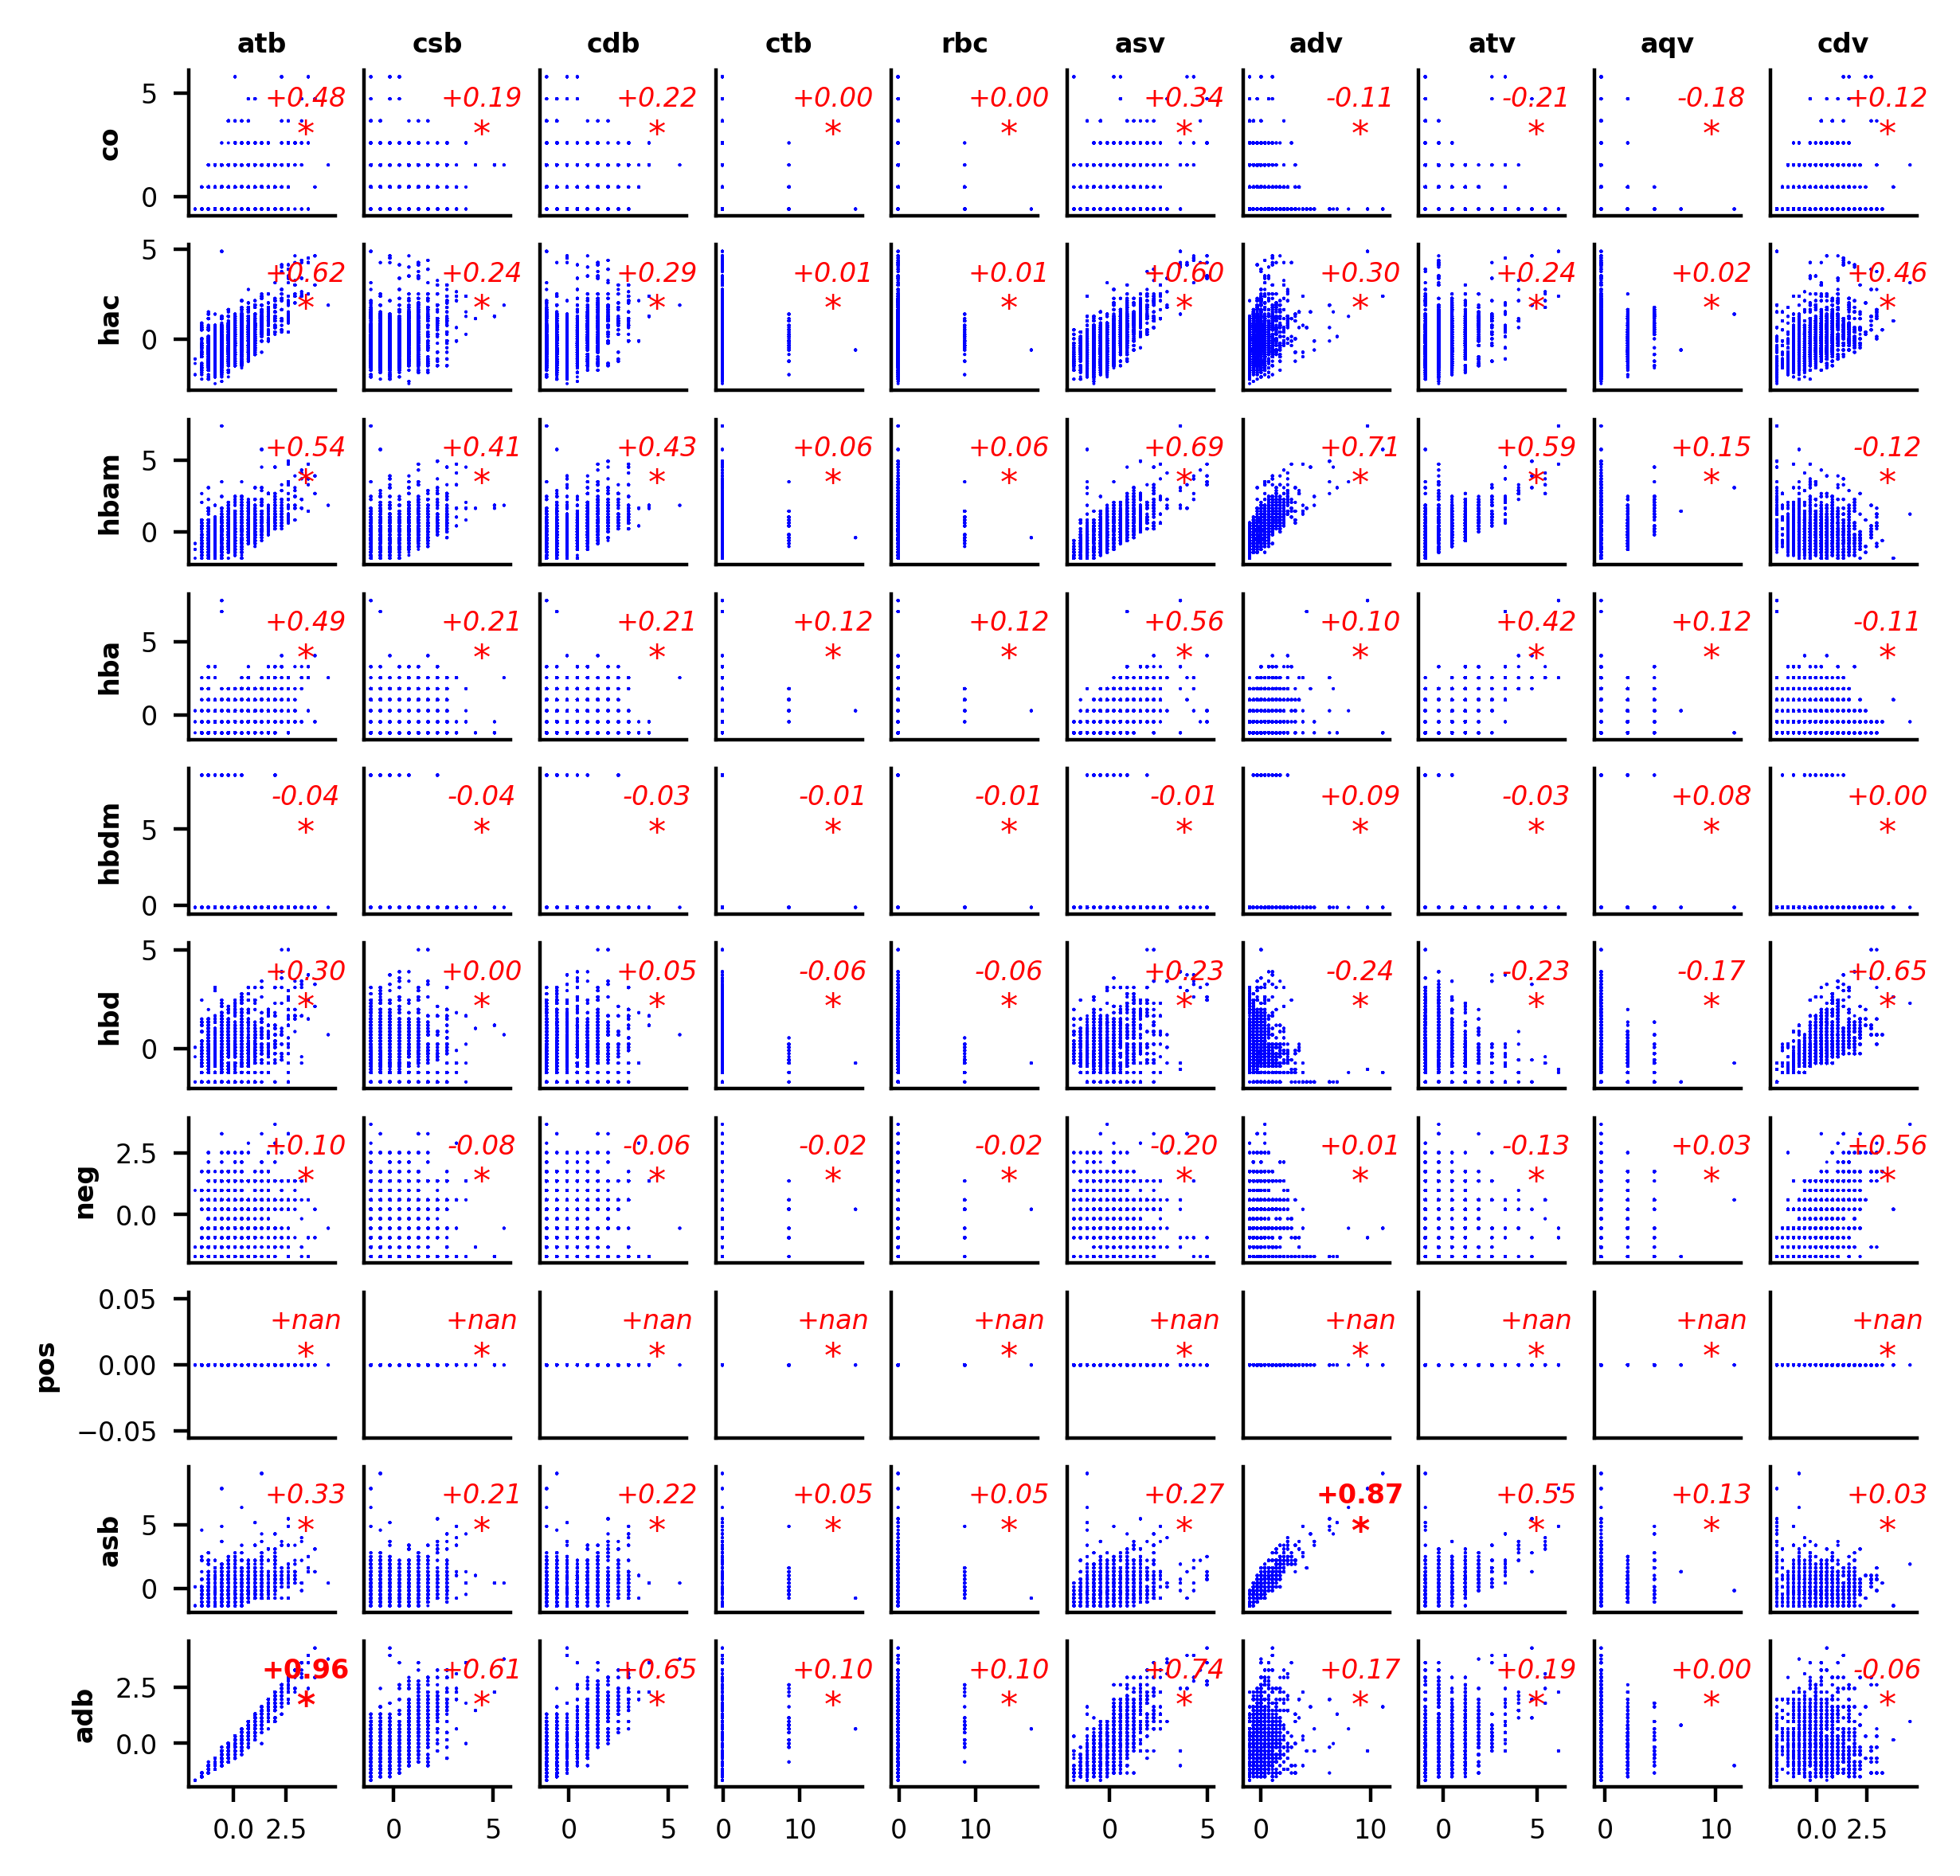 atb csb cdb ctb rbc asv adv atv aqv cdv
co 5 0 +0.48 +0.19 +0.22 +0.00 +0.00 +0.34 -0.11 -0.21 -0.18 +0.12
* * * * * * * * * *
hac 5 0 +0.62 +0.24 +0.29 +0.01 +0.01 +0.60 +0.30 +0.24 +0.02 +0.46
* * * * * * * * * *
hbam 5 0 +0.54 +0.41 +0.43 +0.06 +0.06 +0.69 +0.71 +0.59 +0.15 -0.12
* * * * * * * * * *
hba 5 0 +0.49 +0.21 +0.21 +0.12 +0.12 +0.56 +0.10 +0.42 +0.12 -0.11
* * * * * * * * * *
hbdm 5 0 -0.04 -0.04 -0.03 -0.01 -0.01 -0.01 +0.09 -0.03 +0.08 +0.00
* * * * * * * * * *
hbd 5 0 +0.30 +0.00 +0.05 -0.06 -0.06 +0.23 -0.24 -0.23 -0.17 +0.65
* * * * * * * * * *
neg 2.5 0.0 +0.10 -0.08 -0.06 -0.02 -0.02 -0.20 +0.01 -0.13 +0.03 +0.56
* * * * * * * * * *
pos 0.05 0.00 −0.05 +nan +nan +nan +nan +nan +nan +nan +nan +nan +nan
* * * * * * * * * *
asb 5 0 +0.33 +0.21 +0.22 +0.05 +0.05 +0.27 +0.87 +0.55 +0.13 +0.03
* * * * * * * * * *
adb 2.5 0.0 +0.96 +0.61 +0.65 +0.10 +0.10 +0.74 +0.17 +0.19 +0.00 -0.06
* * * * * * * * * *
0.0 2.5 0 5 0 5 0 10 0 10 0 5 0 10 0 5 0 10 0.0 2.5